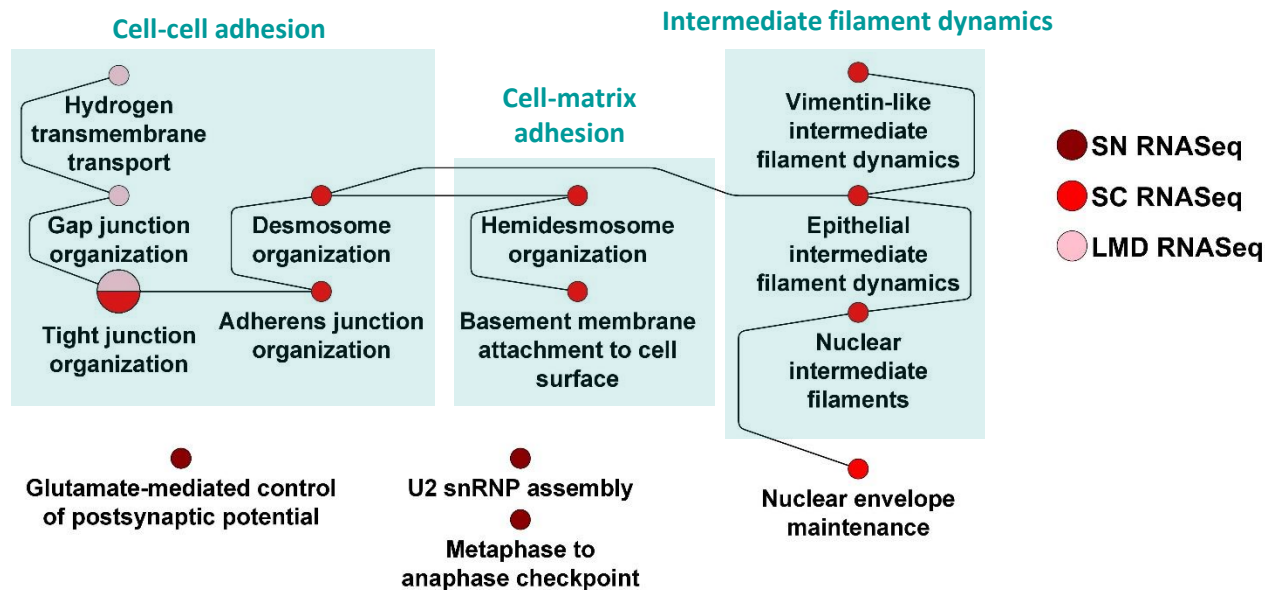 Cell-cell adhesion
Intermediate filament dynamics
Cell-matrix
adhesion
Hydrogen
transmembrane
transport
Gap junction
organization
Tight junction
organization
Desmosome
organization
Adherens junction
organization
Hemidesmosome
organization
Basement membrane
attachment to cell
surface
Vimentin-like
intermediate
filament dynamics
Epithelial
intermediate
filament dynamics
Nuclear
intermediate
filaments
Nuclear envelope
maintenance
SN RNASeq
SC RNASeq
LMD RNASeq
Glutamate-mediated control
of postsynaptic potential
U2 snRNP assembly
Metaphase to
anaphase checkpoint